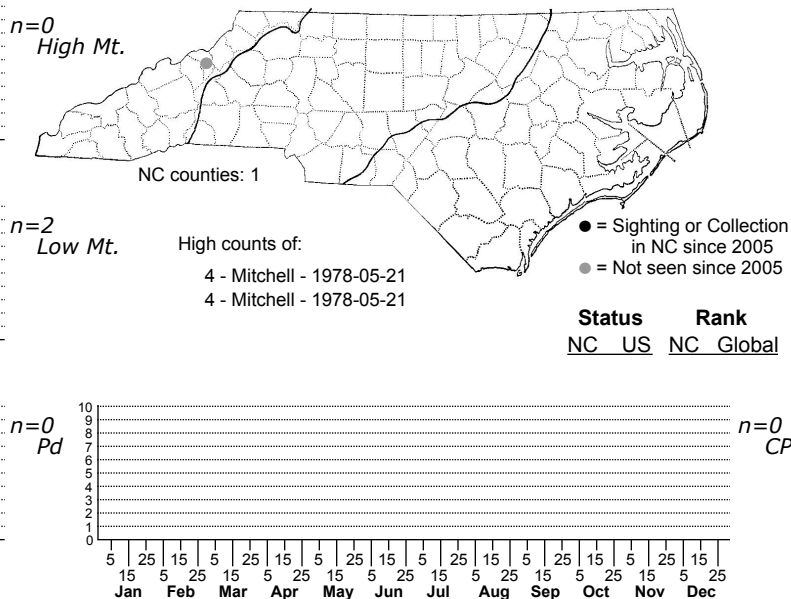 n=0
High Mt.
NC counties: 1
n=2
Low Mt.
High counts of:
4 - Mitchell - 1978-05-21
4 - Mitchell - 1978-05-21
● = Sighting or Collection
in NC since 2005
● = Not seen since 2005
Status Rank
NC US NC Global
n=0
Pd
10
9
8
7
6
5
4
3
2
1
0
n=0
CP
5 25 15 5 25 15 5 25 15 5 25 15 5 25 15 5 25 15
15 5 25 15 5 25 15 5 25 15 5 25 15 5 25 15 5 25
Jan Feb Mar Apr May Jun Jul Aug Sep Oct Nov Dec